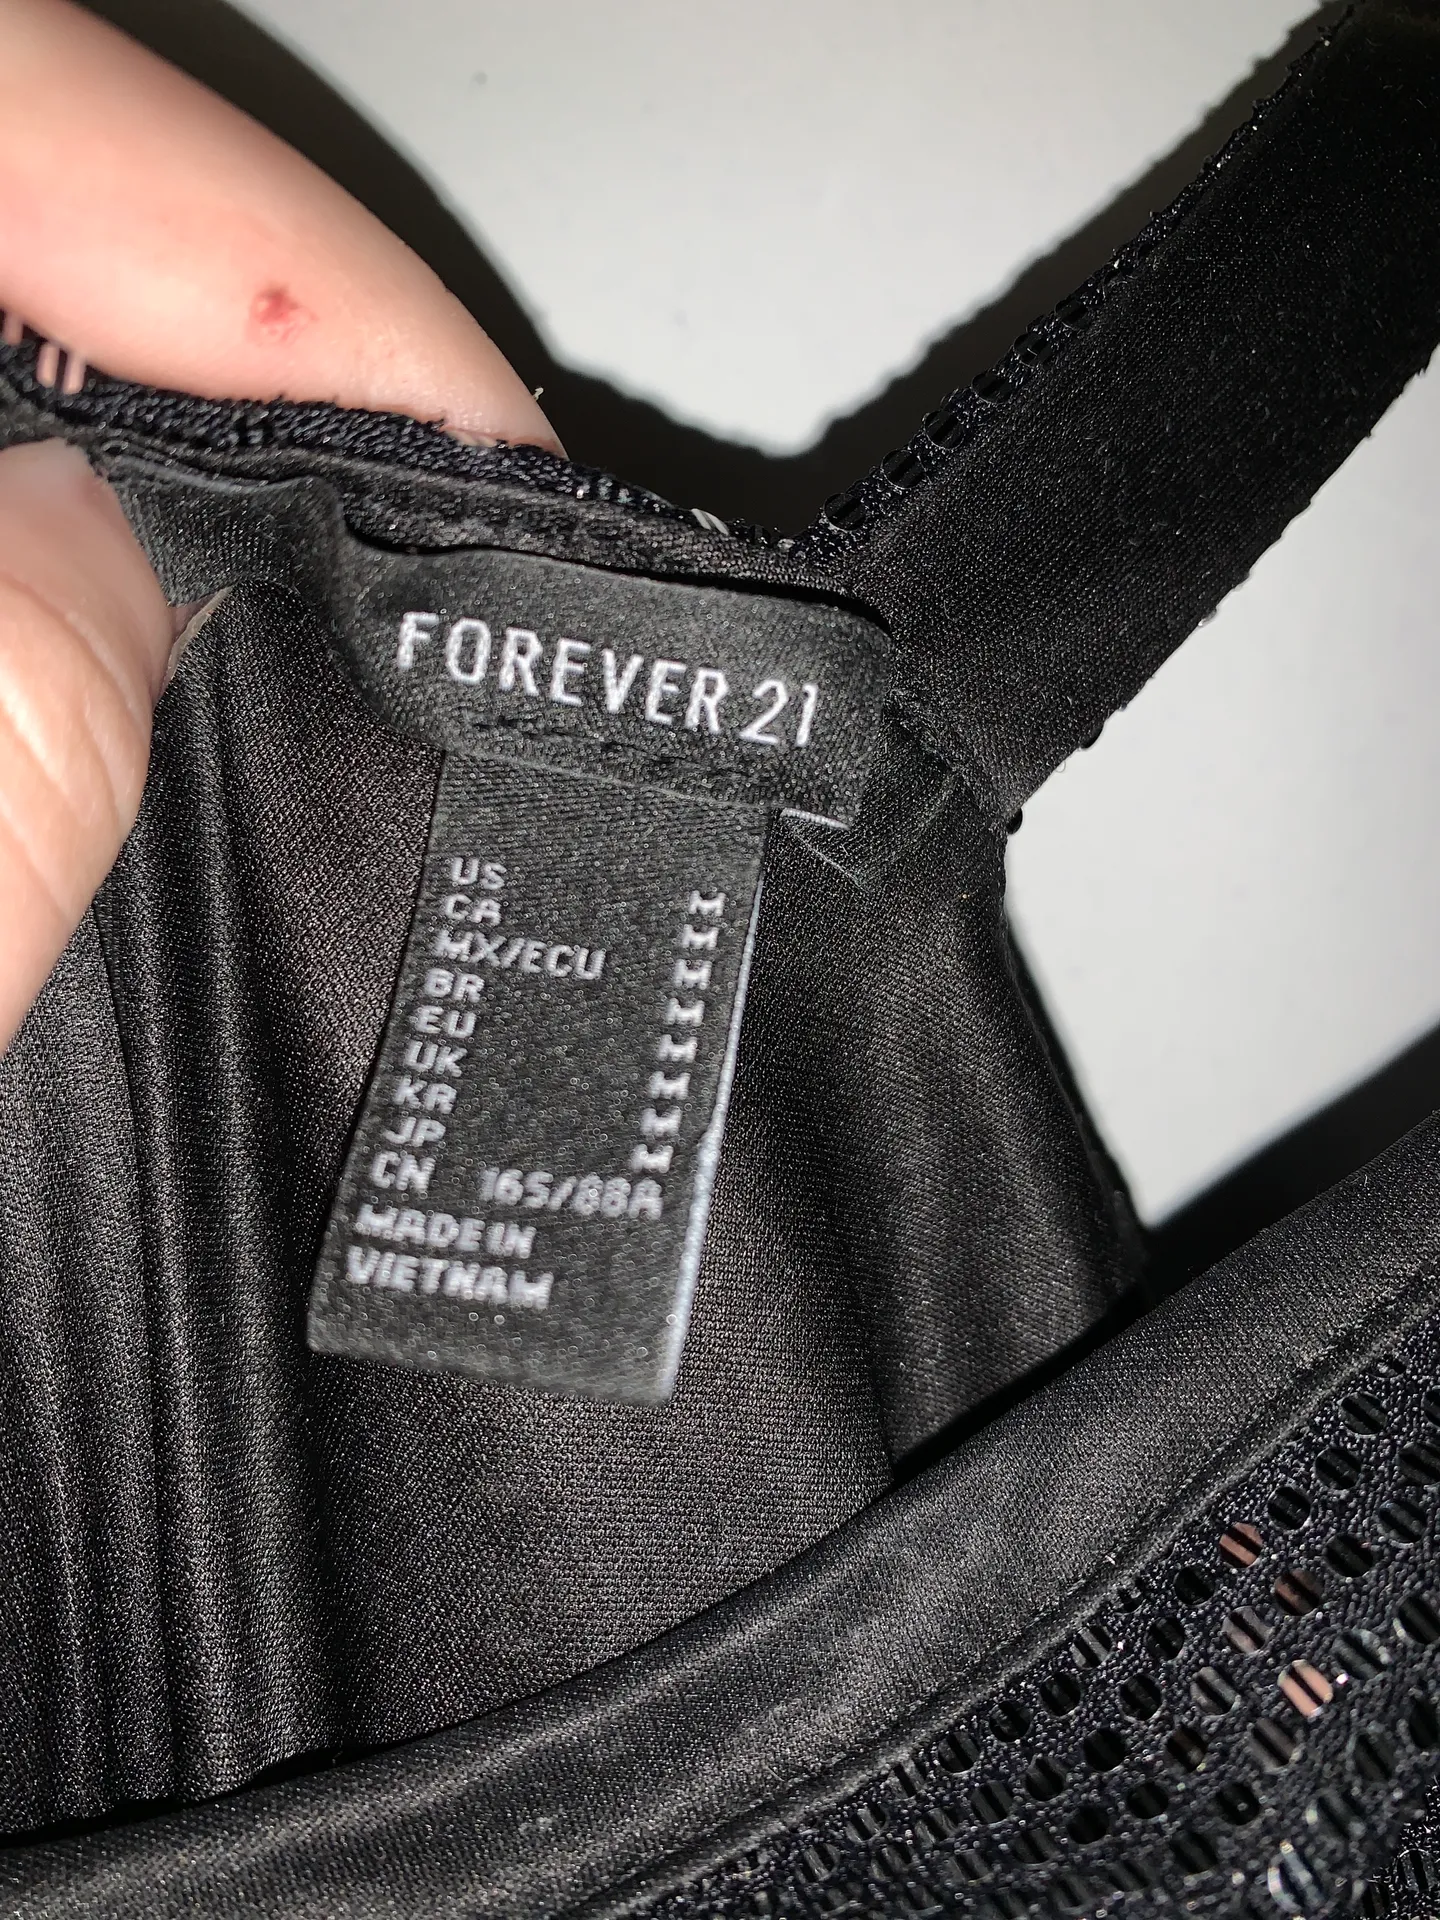 FOREVER 21
US M
CA M
MX/ECU M
BR M
EU M
UK M
KR M
JP M
CN 165/88A
MADE IN
VIETNAM